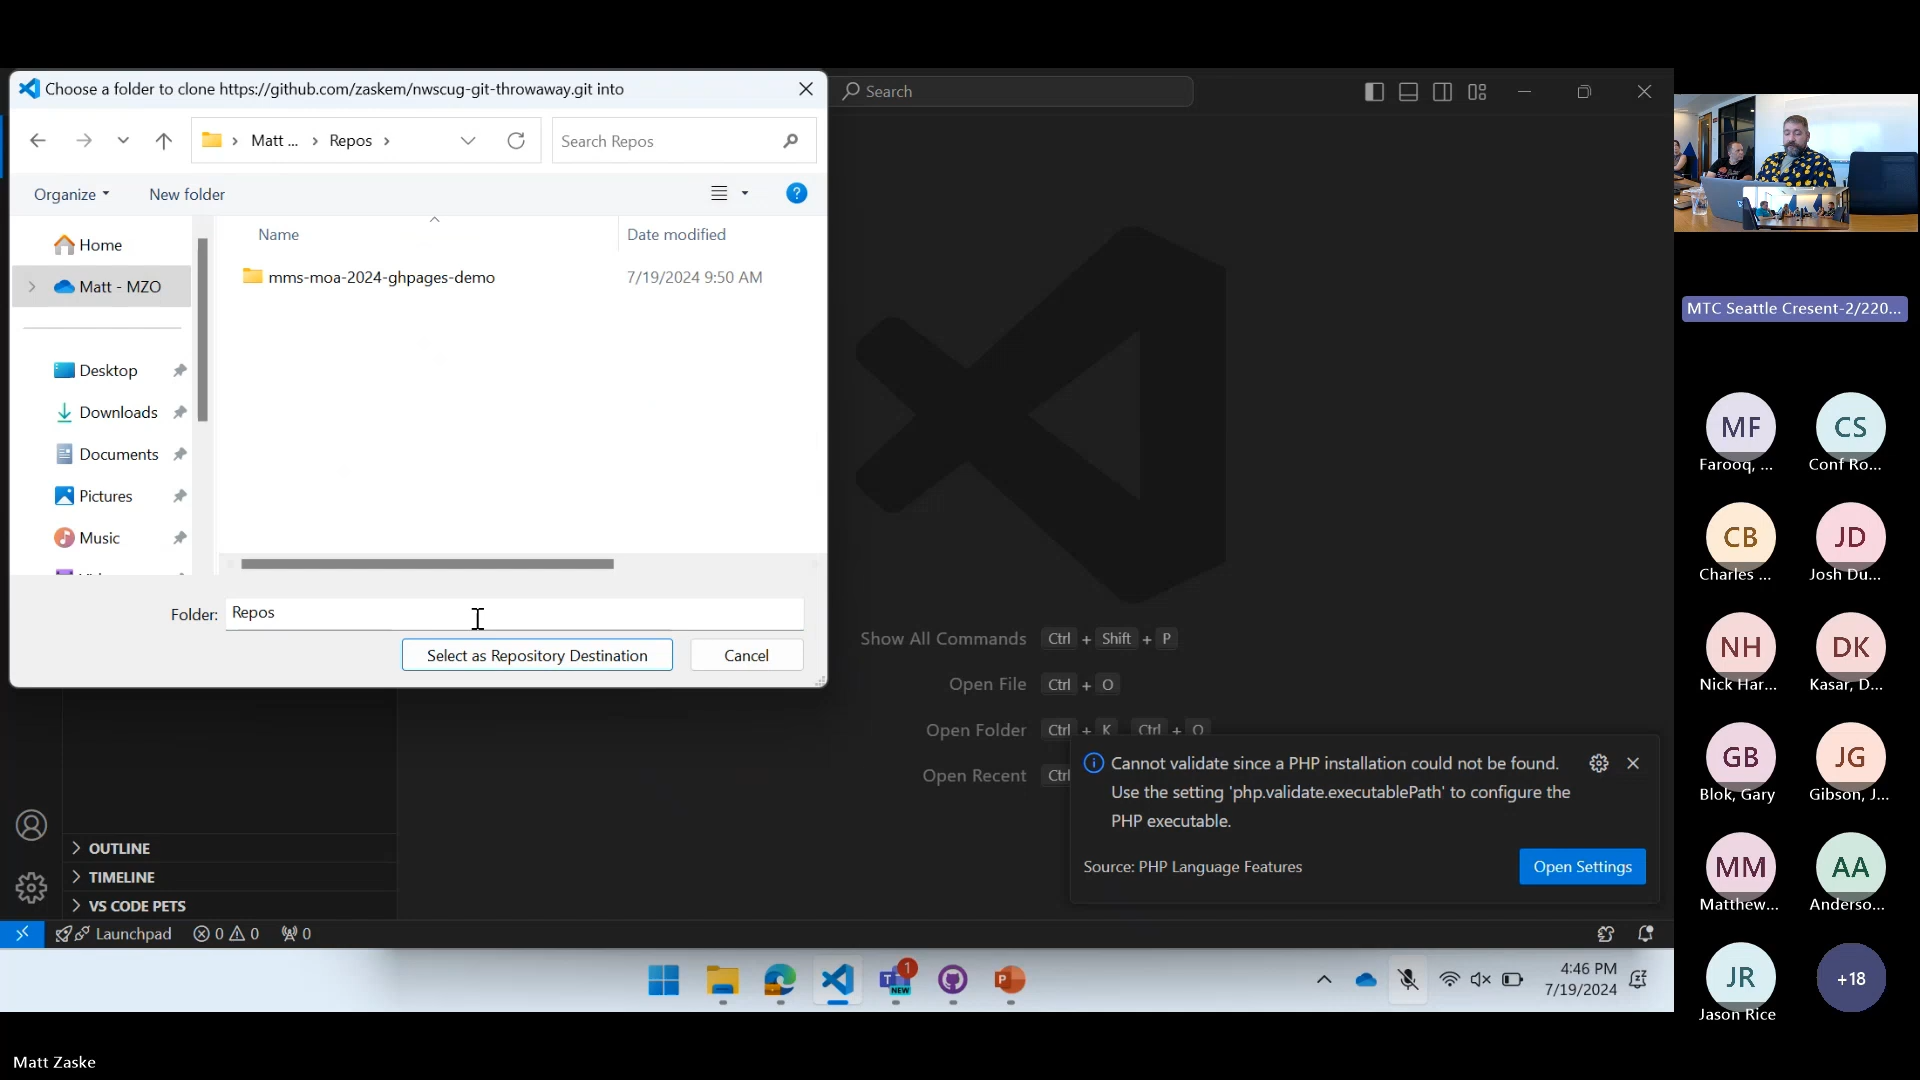 Choose a folder to clone https://github.com/zaskem/nwscug-git-throwaway.git into
Search
Matt ...
Repos
Search Repos
Organize
New folder
?
Name
Date modified
mms-moa-2024-ghpages-demo
7/19/2024 9:50 AM
Home
Matt - MZO
Desktop
Downloads
Documents
Pictures
Music
Folder:
Repos
Select as Repository Destination
Cancel
Show All Commands Ctrl + Shift + P
Open File Ctrl + O
Open Folder Ctrl + K Ctrl + O
Open Recent Ctrl
Cannot validate since a PHP installation could not be found.
Use the setting 'php.validate.executablePath' to configure the
PHP executable.
Source: PHP Language Features
Open Settings
OUTLINE
TIMELINE
VS CODE PETS
Launchpad
0
0
0
1
NEW
4:46 PM
7/19/2024
MTC Seattle Cresent-2/220...
MF
Farooq, ...
CS
Conf Ro...
CB
Charles ...
JD
Josh Du...
NH
Nick Har...
DK
Kasar, D...
GB
Blok, Gary
JG
Gibson, J...
MM
Matthew...
AA
Anderso...
JR
Jason Rice
+18
Matt Zaske